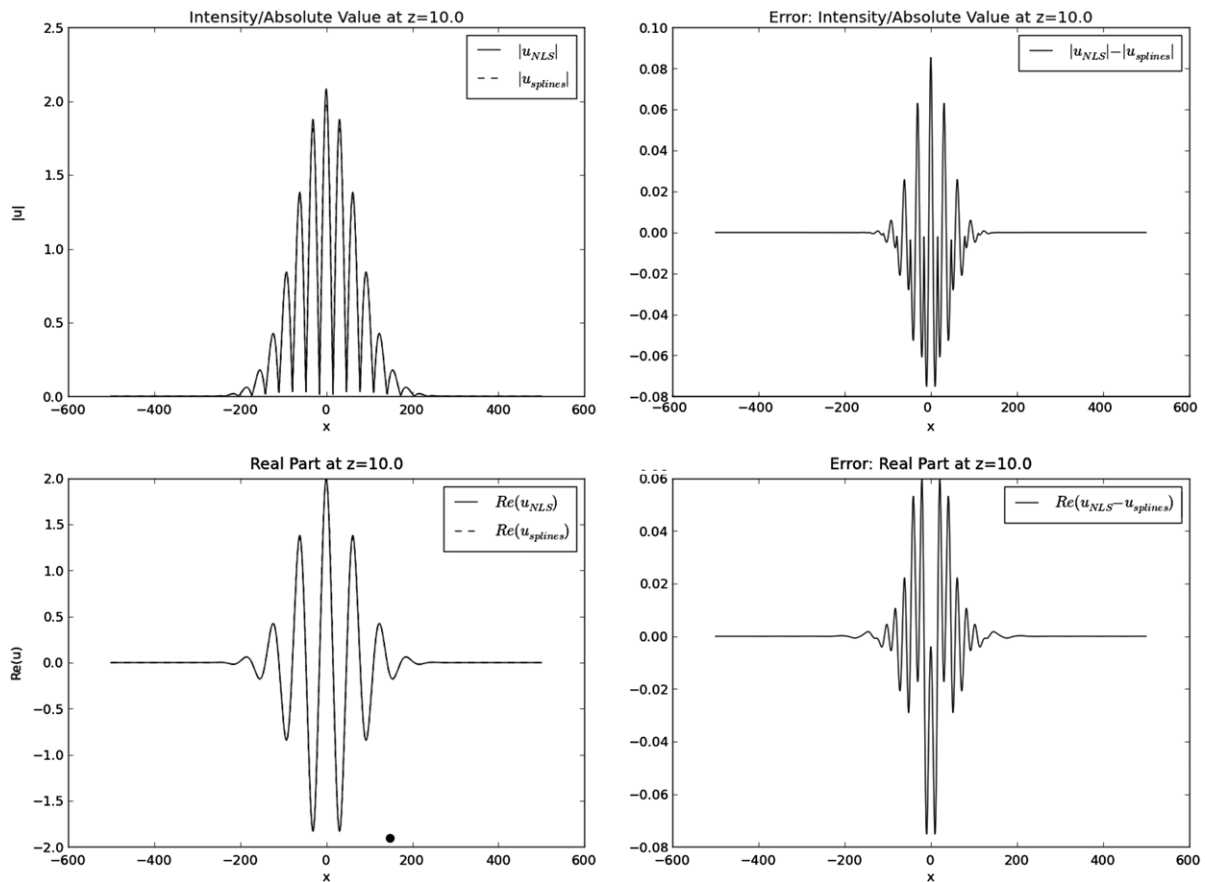 Intensity/Absolute Value at z=10.0
2.5
2.0
1.5
1.0
0.5
0.0
|u|
−600 −400 −200 0 200 400 600
x
|u_NLS|
|u_splines|
Error: Intensity/Absolute Value at z=10.0
0.10
0.08
0.06
0.04
0.02
0.00
−0.02
−0.04
−0.06
−0.08
−600 −400 −200 0 200 400 600
x
|u_NLS|−|u_splines|
Real Part at z=10.0
2.0
1.5
1.0
0.5
0.0
−0.5
−1.0
−1.5
−2.0
Re(u)
−600 −400 −200 0 200 400 600
x
Re(u_NLS)
Re(u_splines)
Error: Real Part at z=10.0
0.06
0.04
0.02
0.00
−0.02
−0.04
−0.06
−0.08
−600 −400 −200 0 200 400 600
x
Re(u_NLS−u_splines)